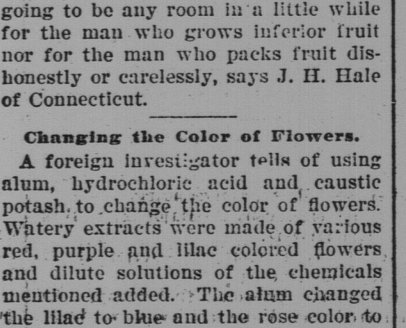 going to be any room in a little while
for the man who grows inferior fruit
nor for the man who packs fruit dis-
honestly or carelessly, says J. H. Hale
of Connecticut.
Changing the Color of Flowers.
A foreign investigator tells of using
alum, hydrochloric acid and caustic
potash to change the color of flowers.
Watery extracts were made of various
red, purple and lilac colored flowers
and dilute solutions of the chemicals
mentioned added. The alum changed
the lilac to blue and the rose color to